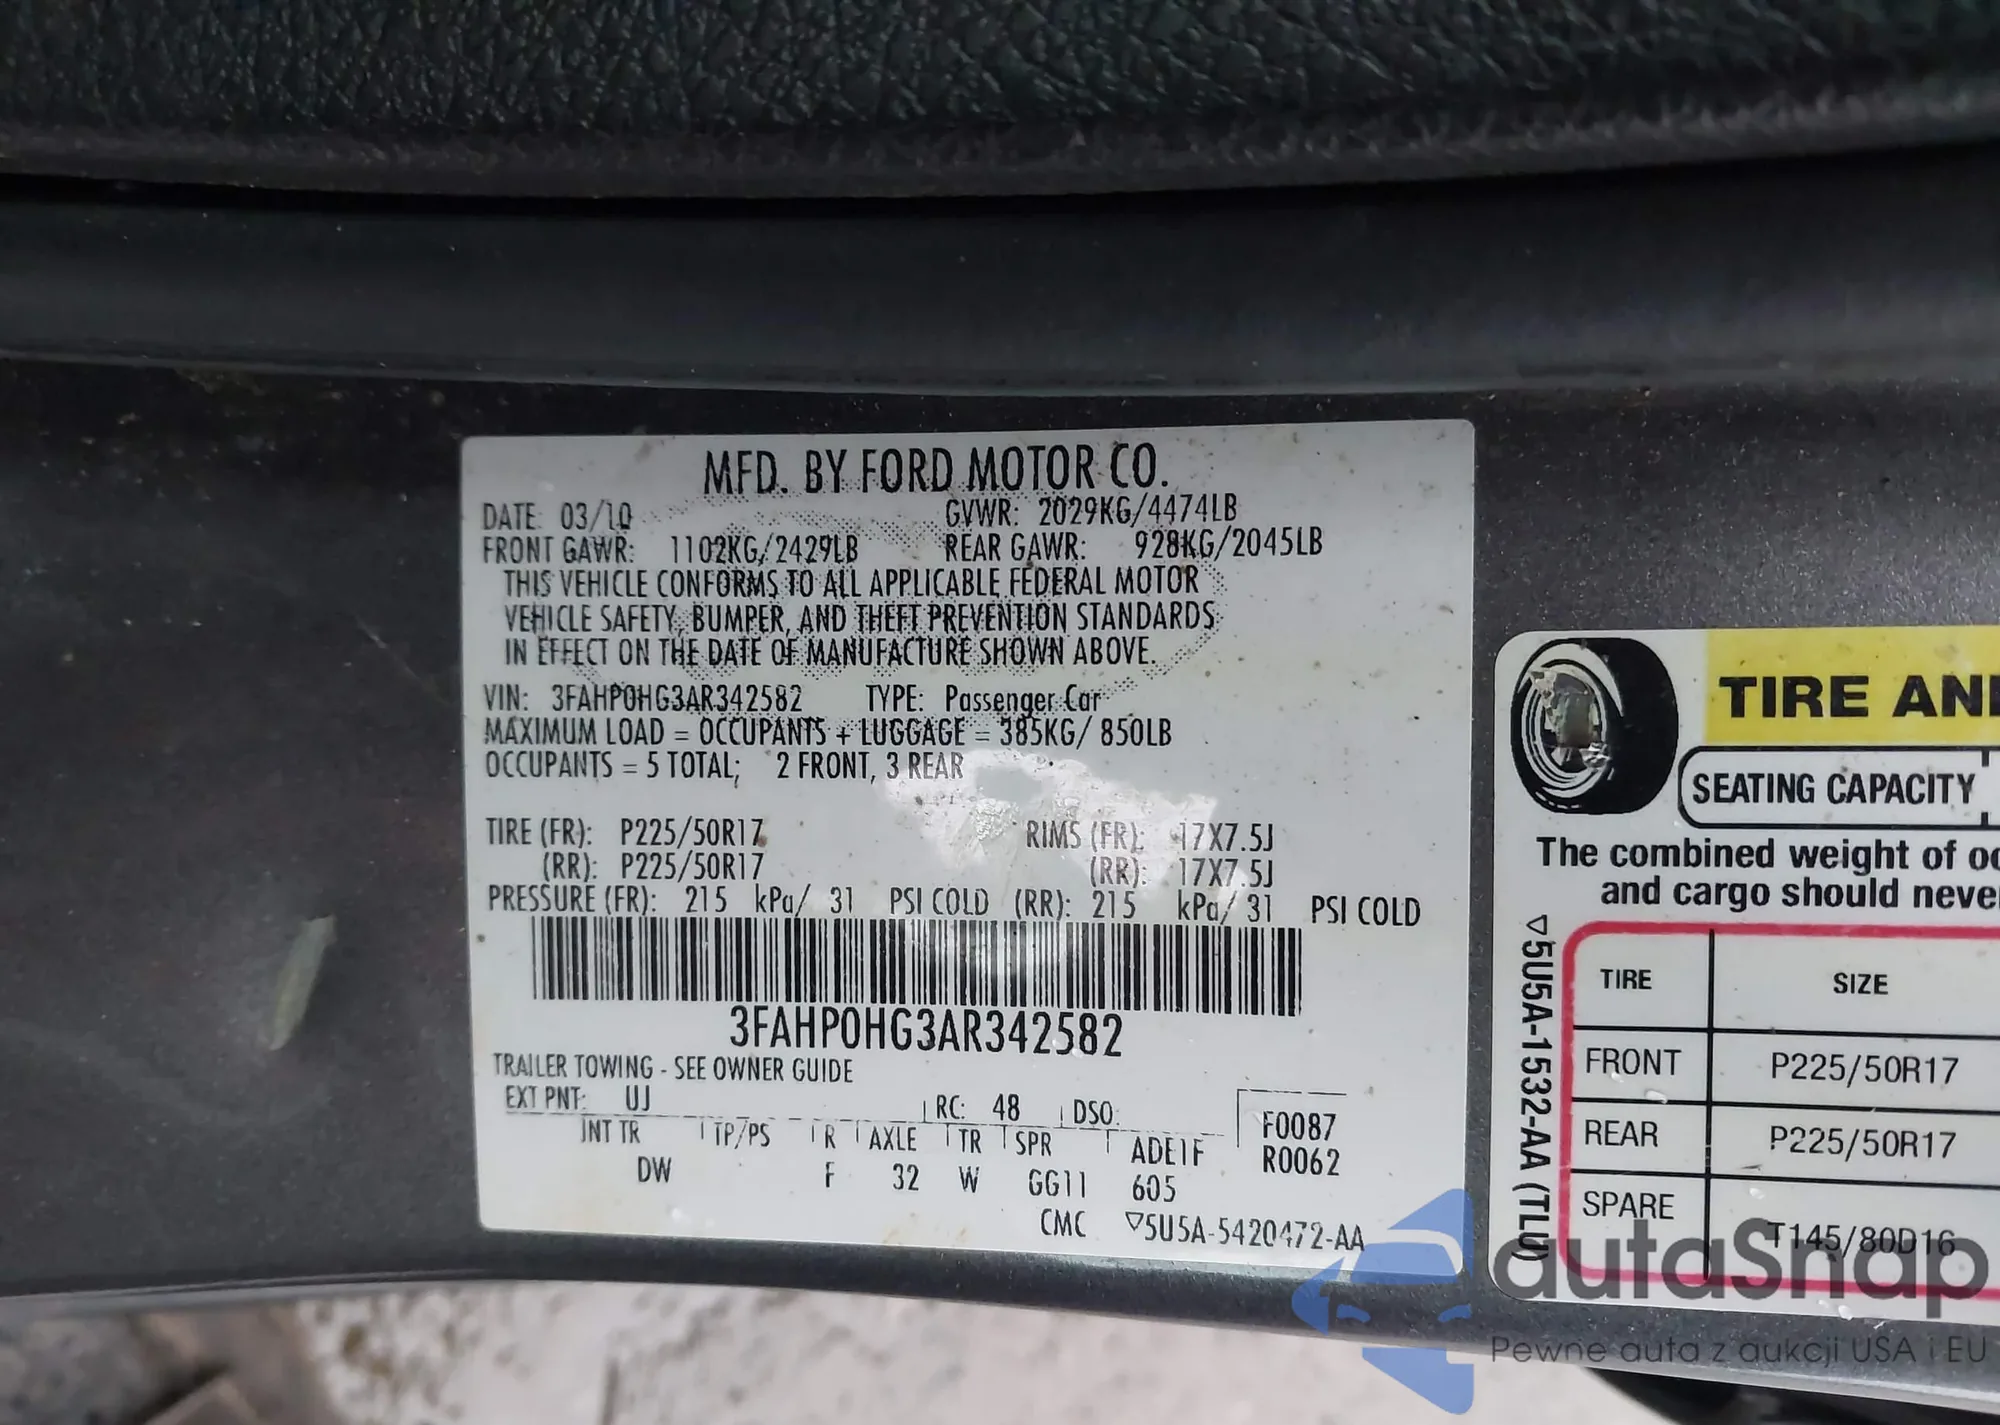 MFD. BY FORD MOTOR CO.
DATE: 03/10 GVWR: 2029KG/4474LB
FRONT GAWR: 1102KG/2429LB REAR GAWR: 928KG/2045LB
THIS VEHICLE CONFORMS TO ALL APPLICABLE FEDERAL MOTOR
VEHICLE SAFETY, BUMPER, AND THEFT PREVENTION STANDARDS
IN EFFECT ON THE DATE OF MANUFACTURE SHOWN ABOVE.
VIN: 3FAHP0HG3AR342582 TYPE: Passenger Car
MAXIMUM LOAD = OCCUPANTS + LUGGAGE = 385KG/ 850LB
OCCUPANTS = 5 TOTAL; 2 FRONT, 3 REAR
TIRE (FR): P225/50R17 RIMS (FR): 17X7.5J
(RR): P225/50R17 (RR): 17X7.5J
PRESSURE (FR): 215 kPa/ 31 PSI COLD (RR): 215 kPa/ 31 PSI COLD
3FAHP0HG3AR342582
TRAILER TOWING - SEE OWNER GUIDE
EXT PNT: UJ RC: 48 DSO:
INT TR TP/PS R AXLE TR SPR ADE1F F0087
DW F 32 W GG11 605 R0062
CMC ▽5U5A-5420472-AA
TIRE AND
SEATING CAPACITY
The combined weight of oc
and cargo should neve
▽5U5A-1532-AA (TLU)
TIRE SIZE
FRONT P225/50R17
REAR P225/50R17
SPARE T145/80D16
autoSnap
Pewne auta z aukcji USA i EU